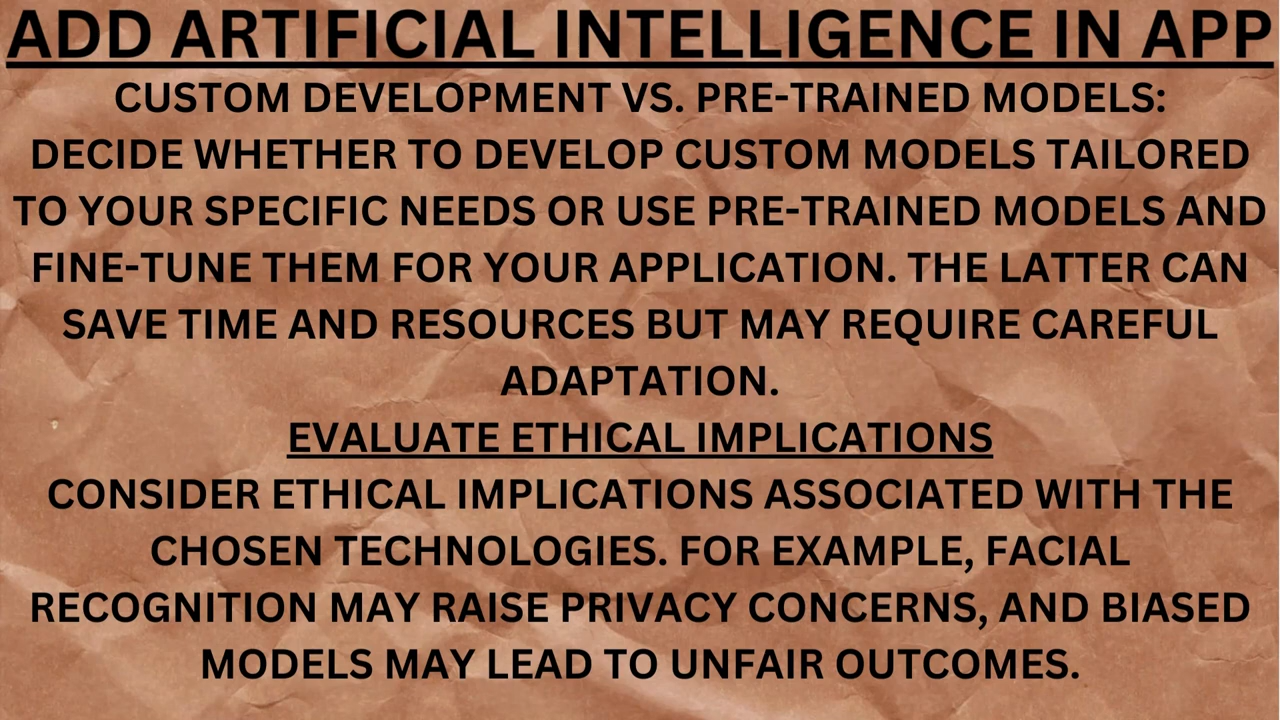 ADD ARTIFICIAL INTELLIGENCE IN APP
CUSTOM DEVELOPMENT VS. PRE-TRAINED MODELS:
DECIDE WHETHER TO DEVELOP CUSTOM MODELS TAILORED
TO YOUR SPECIFIC NEEDS OR USE PRE-TRAINED MODELS AND
FINE-TUNE THEM FOR YOUR APPLICATION. THE LATTER CAN
SAVE TIME AND RESOURCES BUT MAY REQUIRE CAREFUL
ADAPTATION.
EVALUATE ETHICAL IMPLICATIONS
CONSIDER ETHICAL IMPLICATIONS ASSOCIATED WITH THE
CHOSEN TECHNOLOGIES. FOR EXAMPLE, FACIAL
RECOGNITION MAY RAISE PRIVACY CONCERNS, AND BIASED
MODELS MAY LEAD TO UNFAIR OUTCOMES.